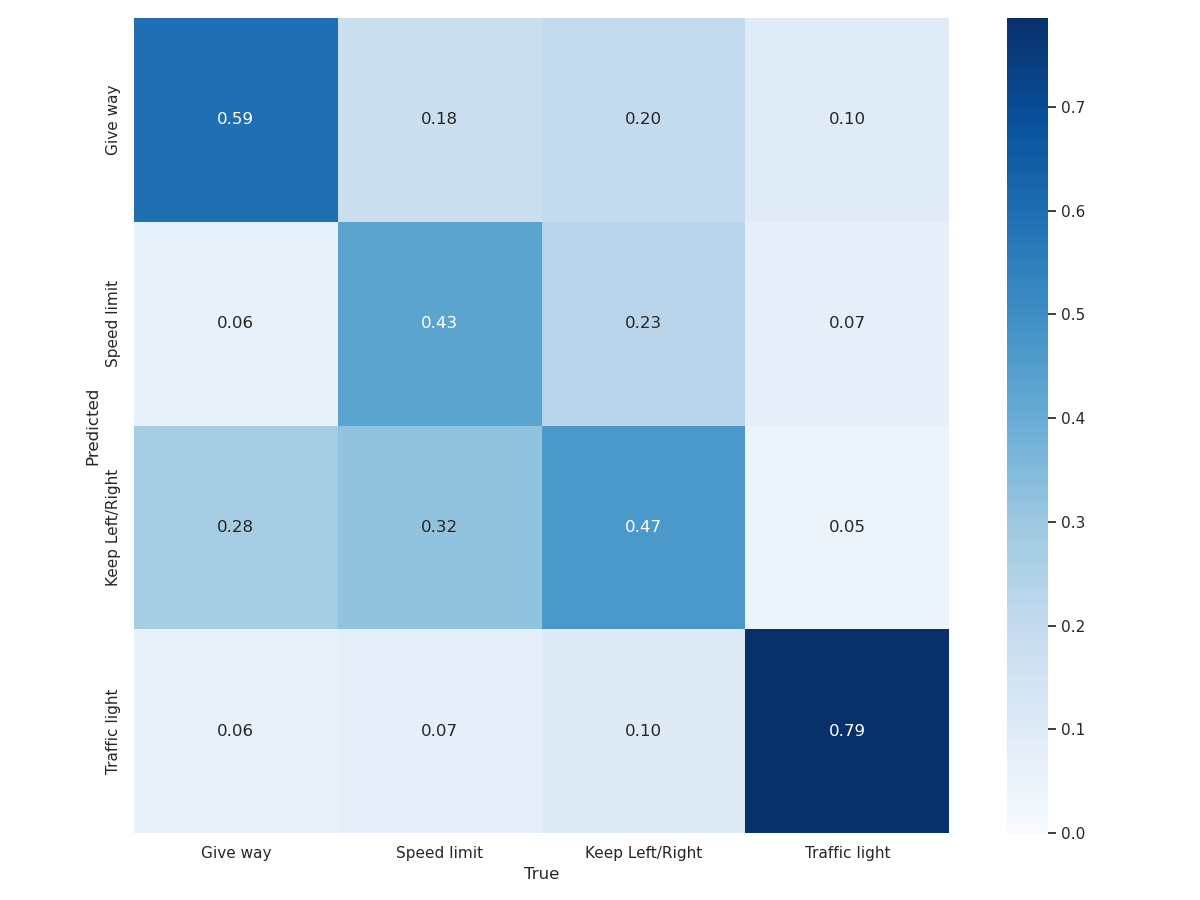 Give way 0.59 0.18 0.20 0.10
Speed limit 0.06 0.43 0.23 0.07
Keep Left/Right 0.28 0.32 0.47 0.05
Traffic light 0.06 0.07 0.10 0.79
Predicted
Give way Speed limit Keep Left/Right Traffic light
True
0.7
0.6
0.5
0.4
0.3
0.2
0.1
0.0